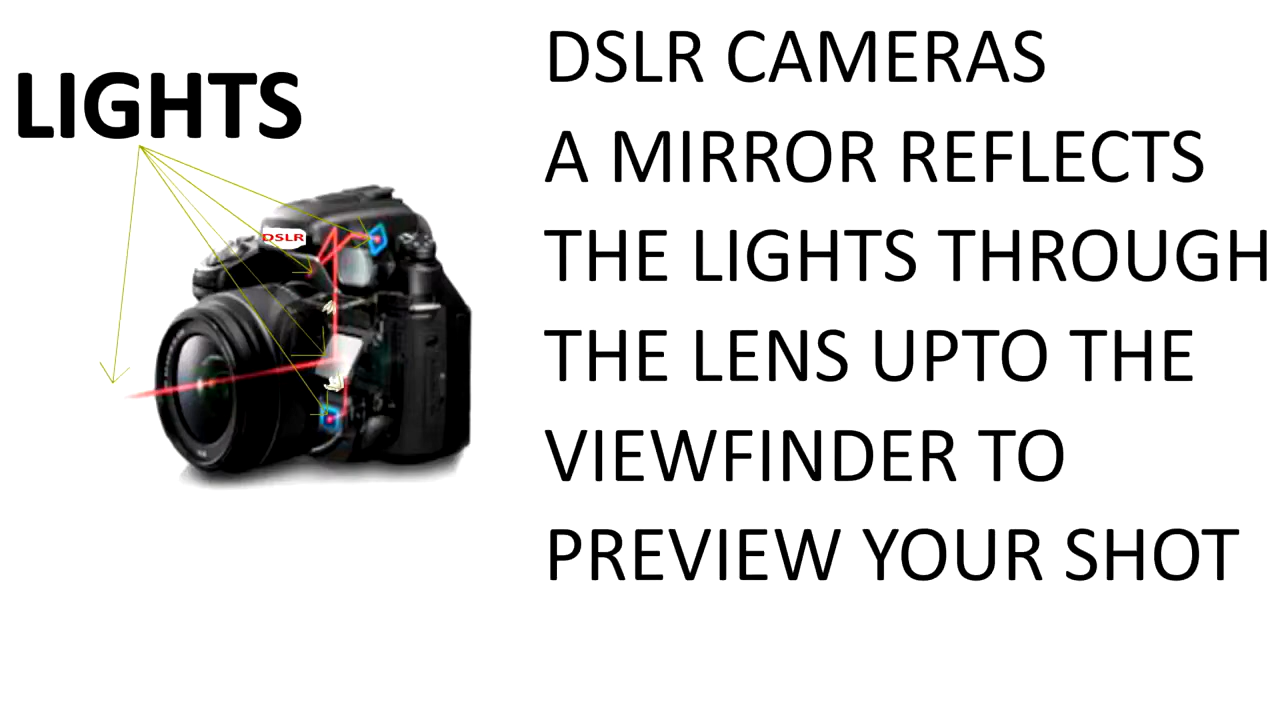 LIGHTS
DSLR
DSLR CAMERAS
A MIRROR REFLECTS
THE LIGHTS THROUGH
THE LENS UPTO THE
VIEWFINDER TO
PREVIEW YOUR SHOT